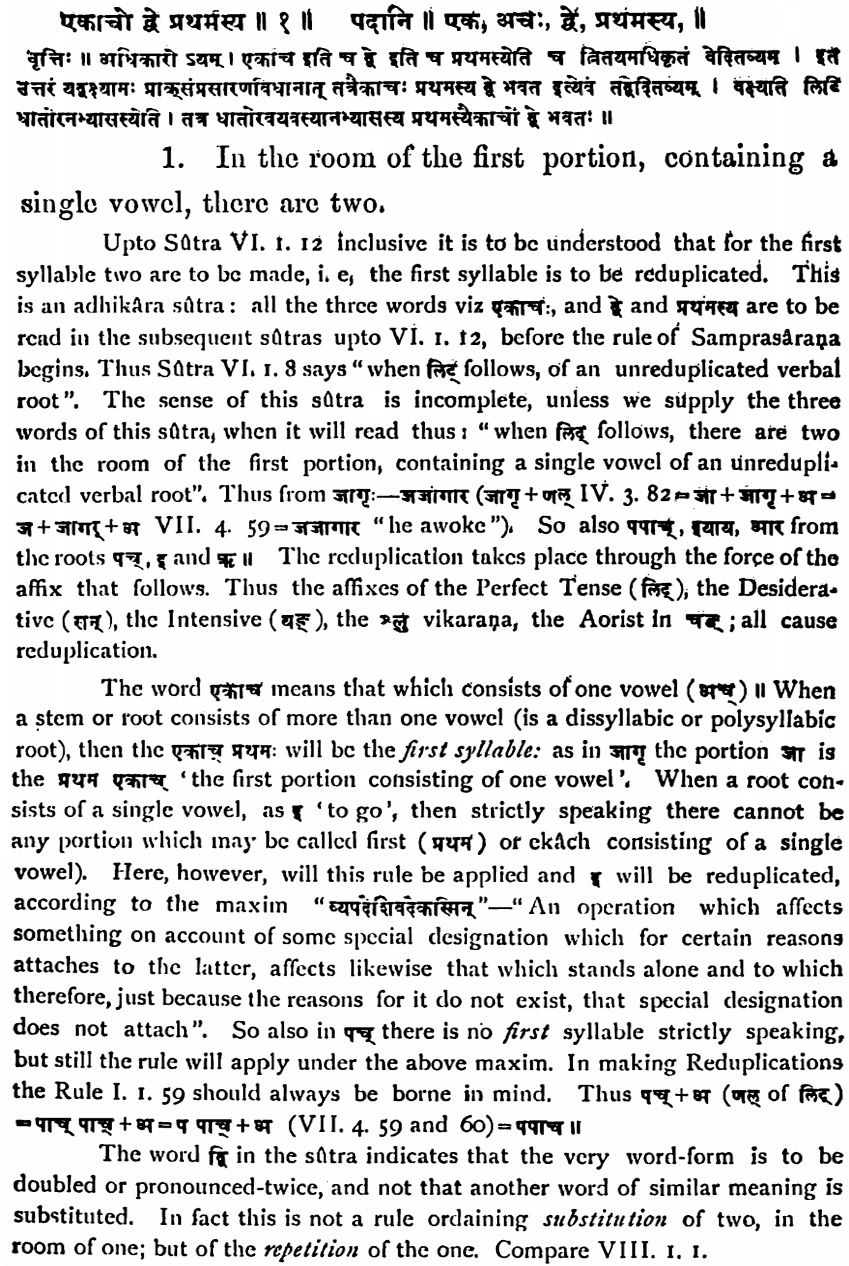 एकाचो द्वे प्रथमस्य ॥ १ ॥ पदानि ॥ एक, अचः, द्वे, प्रथमस्य, ॥
वृत्तिः ॥ अधिकारो ऽयम् । एकाच इति च द्वे इति च प्रथमस्येति च त्रितयमधिकृतं वेदितव्यम । इत
उत्तरं यद्वक्ष्यामः प्राक्संप्रसारणविधानात् तत्रैकाचः प्रथमस्य द्वे भवत इत्येवं तद्वेदितव्यम् । वक्ष्यति लिटि
धातोरनभ्यासस्येति । तत्र धातोरवयवस्यानभ्यासस्य प्रथमस्यैकाचो द्वे भवतः ॥
1. In the room of the first portion, containing a
single vowel, there are two.
Upto Sûtra VI. 1. 12 inclusive it is to be understood that for the first
syllable two are to be made, i. e, the first syllable is to be reduplicated. This
is an adhikâra sûtra: all the three words viz एकाचः, and द्वे and प्रथमस्य are to be
read in the subsequent sûtras upto VI. 1. 12, before the rule of Samprasâraṇa
begins. Thus Sûtra VI. 1. 8 says "when लिट् follows, of an unreduplicated verbal
root". The sense of this sûtra is incomplete, unless we supply the three
words of this sûtra, when it will read thus: "when लिट् follows, there are two
in the room of the first portion, containing a single vowel of an unredupli-
cated verbal root". Thus from जागृः—जजागार (जागृ+णल् IV. 3. 82=जा+जागृ+अ=
ज+जागर्+अ VII. 4. 59=जजागार "he awoke"). So also पपाच्, इयाय, आर from
the roots पच्, इ and ऋ ॥ The reduplication takes place through the force of the
affix that follows. Thus the affixes of the Perfect Tense (लिट्), the Desidera-
tive (सन्), the Intensive (यङ्), the श्लु vikaraṇa, the Aorist in चङ्; all cause
reduplication.
The word एकाच means that which consists of one vowel (अच्) ॥ When
a stem or root consists of more than one vowel (is a dissyllabic or polysyllabic
root), then the एकाच् प्रथमः will be the first syllable: as in जागृ the portion जा is
the प्रथम एकाच् 'the first portion consisting of one vowel'. When a root con-
sists of a single vowel, as इ 'to go', then strictly speaking there cannot be
any portion which may be called first (प्रथम) or ekâch consisting of a single
vowel). Here, however, will this rule be applied and इ will be reduplicated,
according to the maxim "व्यपदेशिवदेकस्मिन्"—"An operation which affects
something on account of some special designation which for certain reasons
attaches to the latter, affects likewise that which stands alone and to which
therefore, just because the reasons for it do not exist, that special designation
does not attach". So also in पच् there is no first syllable strictly speaking,
but still the rule will apply under the above maxim. In making Reduplications
the Rule I. 1. 59 should always be borne in mind. Thus पच्+अ (णल् of लिट्)
=पाच् पाच्+अ=प पाच्+अ (VII. 4. 59 and 60)=पपाच ॥
The word द्वि in the sûtra indicates that the very word-form is to be
doubled or pronounced-twice, and not that another word of similar meaning is
substituted. In fact this is not a rule ordaining substitution of two, in the
room of one; but of the repetition of the one. Compare VIII. 1. 1.